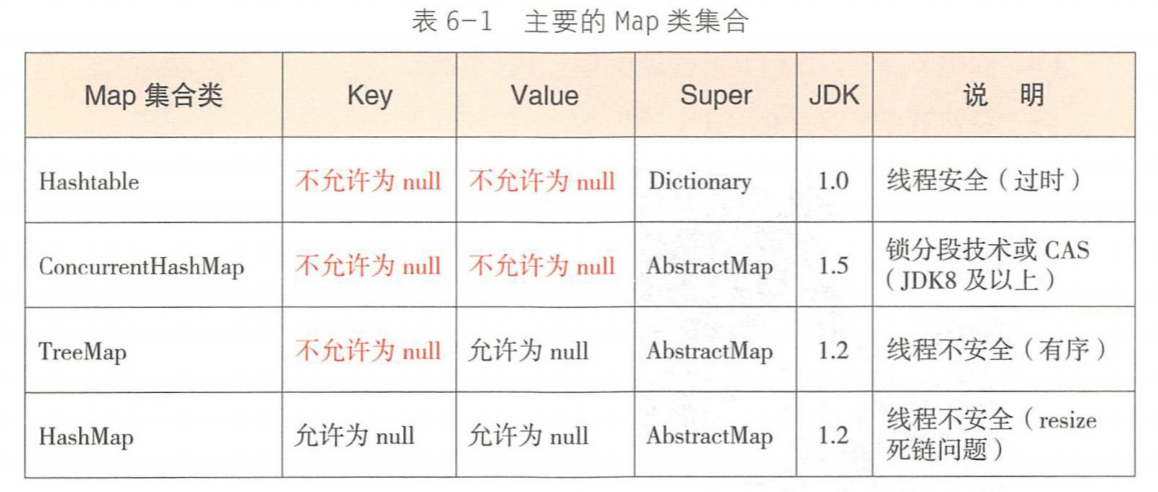 表 6-1 主要的 Map 类集合
Map 集合类 Key Value Super JDK 说 明
Hashtable 不允许为 null 不允许为 null Dictionary 1.0 线程安全（过时）
ConcurrentHashMap 不允许为 null 不允许为 null AbstractMap 1.5 锁分段技术或 CAS
（JDK8 及以上）
TreeMap 不允许为 null 允许为 null AbstractMap 1.2 线程不安全（有序）
HashMap 允许为 null 允许为 null AbstractMap 1.2 线程不安全（resize
死链问题）